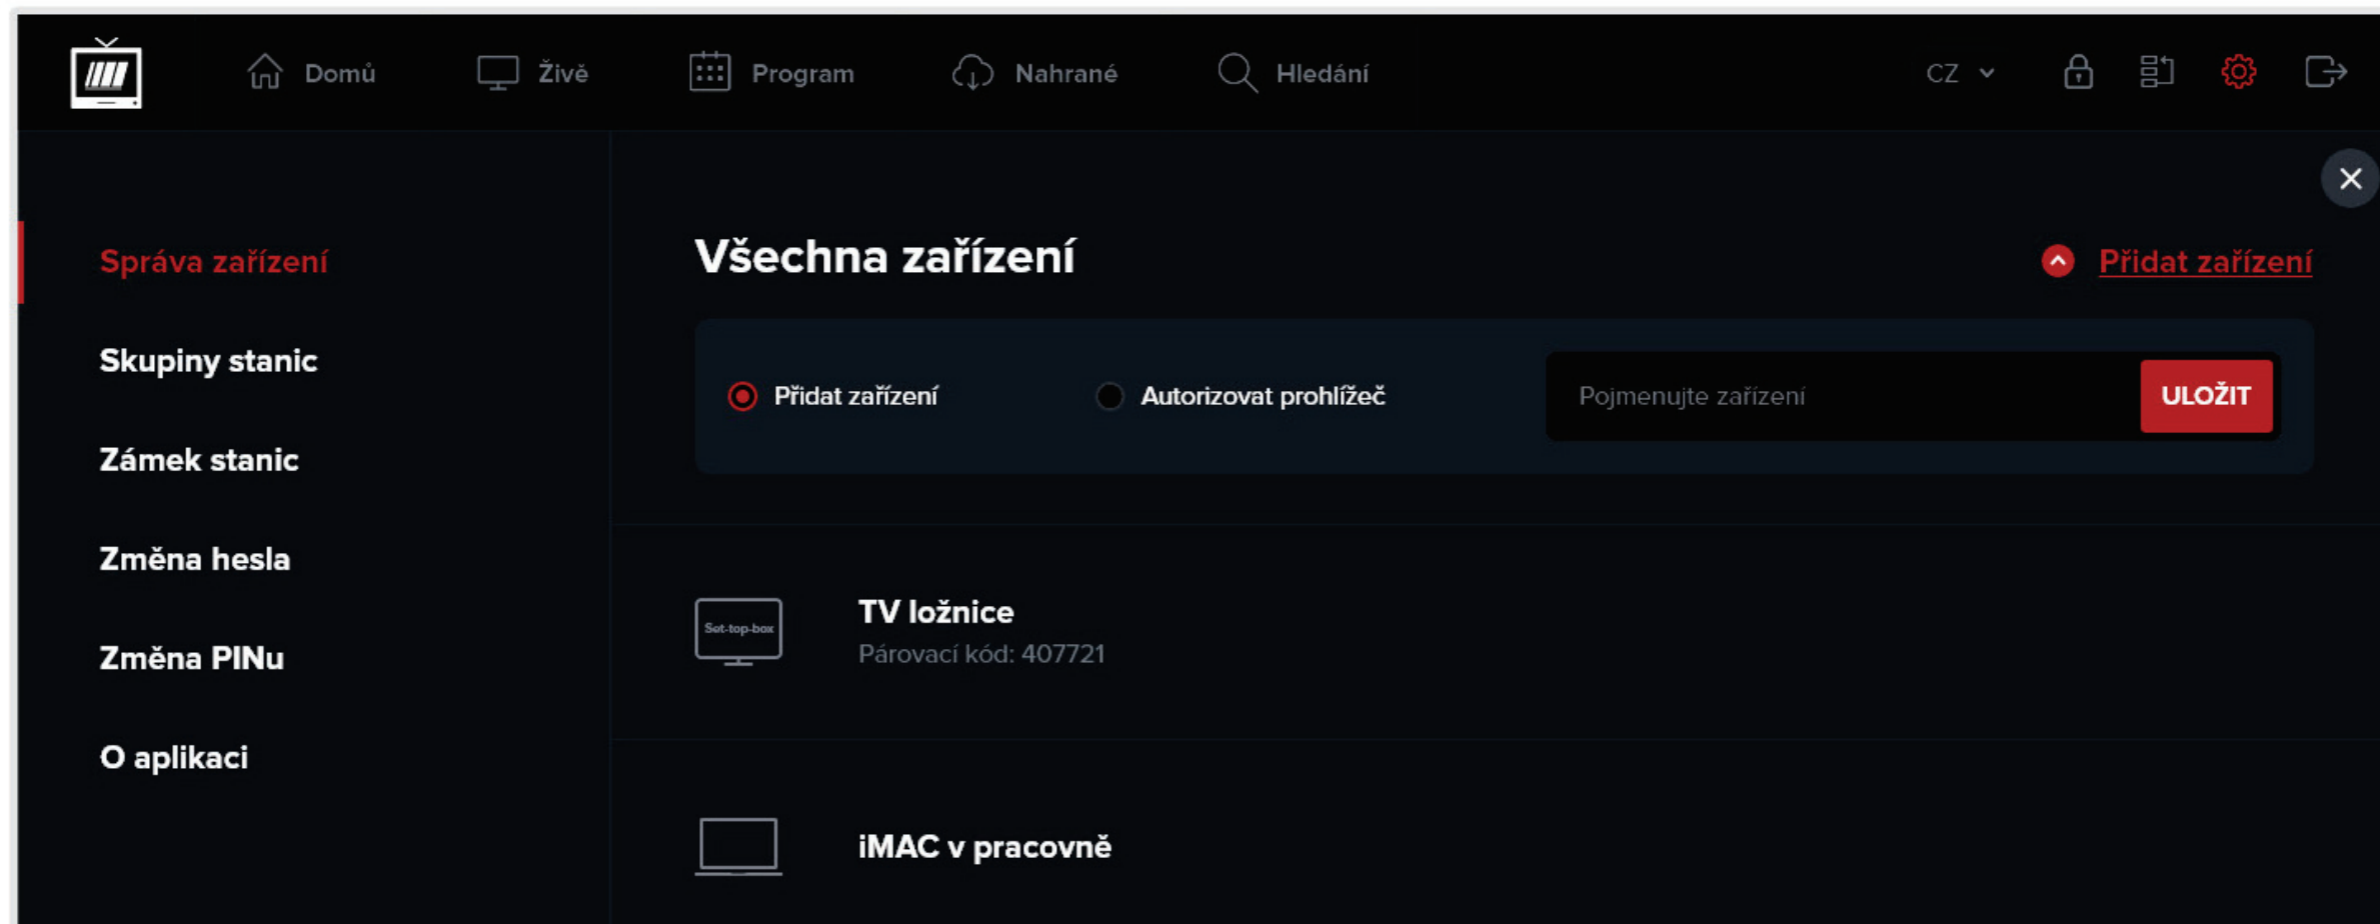 Domů Živě Program Nahrané Hledání CZ
Správa zařízení
Skupiny stanic
Zámek stanic
Změna hesla
Změna PINu
O aplikaci
Všechna zařízení Přidat zařízení
Přidat zařízení Autorizovat prohlížeč Pojmenujte zařízení ULOŽIT
Set-top-box
TV ložnice
Párovací kód: 407721
iMAC v pracovně